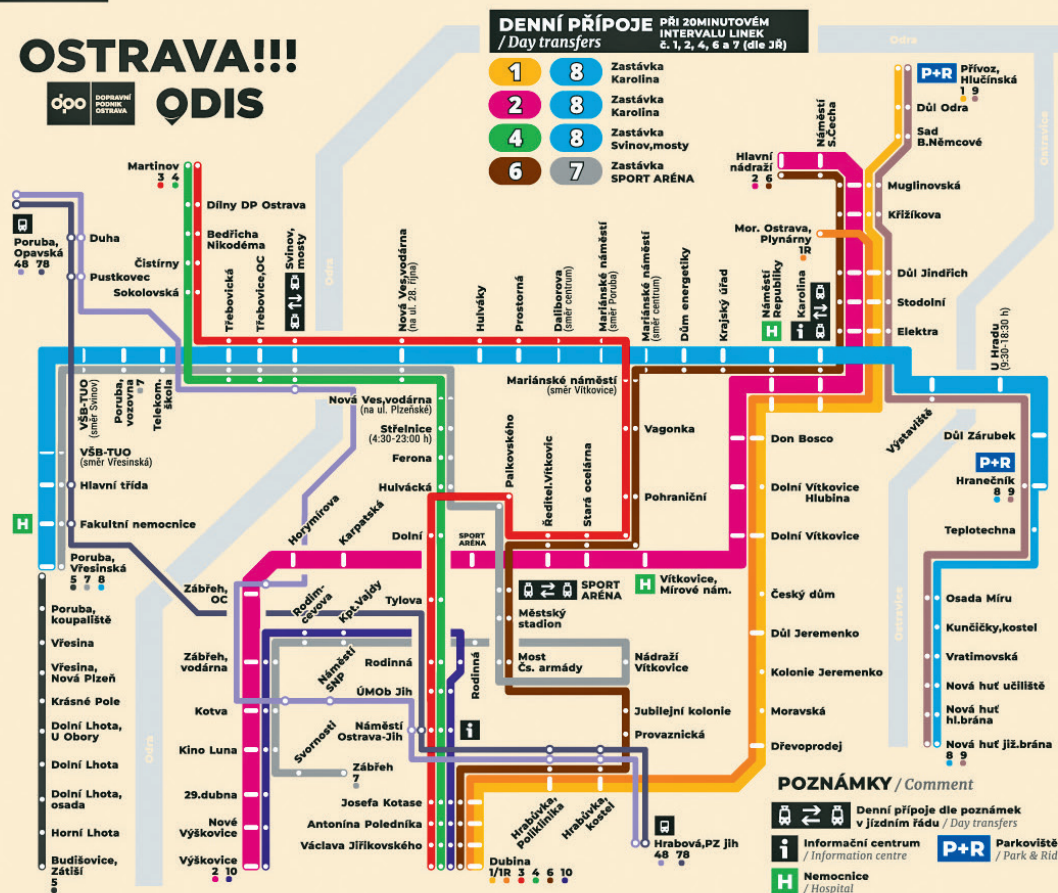 OSTRAVA!!!
dpo DOPRAVNÍ
PODNIK
OSTRAVA
ODIS
DENNÍ PŘÍPOJE PŘI 20MINUTOVÉM
INTERVALU LINEK
/ Day transfers č. 1, 2, 4, 6 a 7 (dle JŘ)
1 8 Zastávka
Karolina
2 8 Zastávka
Karolina
4 8 Zastávka
Svinov,mosty
6 7 Zastávka
SPORT ARÉNA
Odra
Ostravice
P+R Přívoz,
Hlučínská
1 9
Důl Odra
Sad
B.Němcové
Náměstí
S.Čecha
Hlavní
nádraží
2 6
Muglinovská
Křižíkova
Mor. Ostrava,
Plynárny
1R
Důl Jindřich
Stodolní
Elektra
Martinov
3 4
Dílny DP Ostrava
Bedřicha
Nikodéma
Čistírny
Sokolovská
Poruba,
Opavská
48 78
Duha
Pustkovec
Odra
Třebovická
Třebovice,OC
Svinov,
mosty
Nová Ves,vodárna
(na ul. 28. října)
Hulváky
Prostorná
Daliborova
(směr centrum)
Mariánské náměstí
(směr Poruba)
Mariánské náměstí
(směr centrum)
Dům energetiky
Krajský úřad
H Náměstí
Republiky
i Karolina
U Hradu
(9:30-18:30 h)
VŠB-TUO
(směr Svinov)
Poruba,
vozovna
7
Telekom.
škola
VŠB-TUO
(směr Vřesinská)
Hlavní třída
H Fakultní nemocnice
Poruba,
Vřesinská
5 7 8
Nová Ves,vodárna
(na ul. Plzeňské)
Střelnice
(4:30-23:00 h)
Ferona
Hulvácká
Mariánské náměstí
(směr Vítkovice)
Vagonka
Pohraniční
Palkovského
Ředitel.Vítkovic
Stará ocelárna
Don Bosco
Dolní Vítkovice
Hlubina
Dolní Vítkovice
Výstaviště
Důl Zárubek
P+R
Hranečník
8 9
Teplotechna
Horymírova
Karpatská
Dolní
SPORT
ARÉNA
SPORT
ARÉNA
H Vítkovice,
Mírové nám.
Zábřeh,
OC
Rodim-
cevova
Kpt.Vajdy
Tylova
Městský
stadion
Český dům
Ostravice
Osada Míru
Kunčičky,kostel
Vratimovská
Nová huť učiliště
Nová huť
hl.brána
Nová huť již.brána
8 9
Poruba,
koupaliště
Vřesina
Vřesina,
Nová Plzeň
Krásné Pole
Dolní Lhota,
U Obory
Dolní Lhota
Dolní Lhota,
osada
Horní Lhota
Budišovice,
Zátiší
5
Odra
Zábřeh,
vodárna
Kotva
Kino Luna
29.dubna
Nové
Výškovice
Výškovice
2 10
Náměstí
SNP
Svornosti
Rodinná
ÚMOb Jih
Náměstí
Ostrava-Jih
Rodinná
i
Zábřeh
7
Josefa Kotase
Antonína Poledníka
Václava Jiřikovského
Dubina
1/1R 3 4 6 10
Most
Čs. armády
Nádraží
Vítkovice
Jubilejní kolonie
Provaznická
Hrabůvka,
Poliklinika
Hrabůvka,
kostel
Hrabová,PZ jih
48 78
Důl Jeremenko
Kolonie Jeremenko
Moravská
Dřevoprodej
POZNÁMKY / Comment
Denní přípoje dle poznámek
v jízdním řádu / Day transfers
i Informační centrum
/ Information centre
P+R Parkoviště
/ Park & Rid
H Nemocnice
/ Hospital